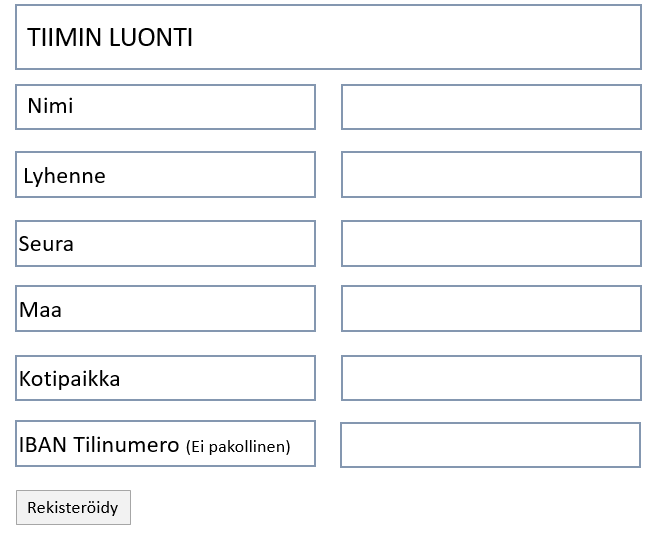 TIIMIN LUONTI
Nimi
Lyhenne
Seura
Maa
Kotipaikka
IBAN Tilinumero (Ei pakollinen)
Rekisteröidy